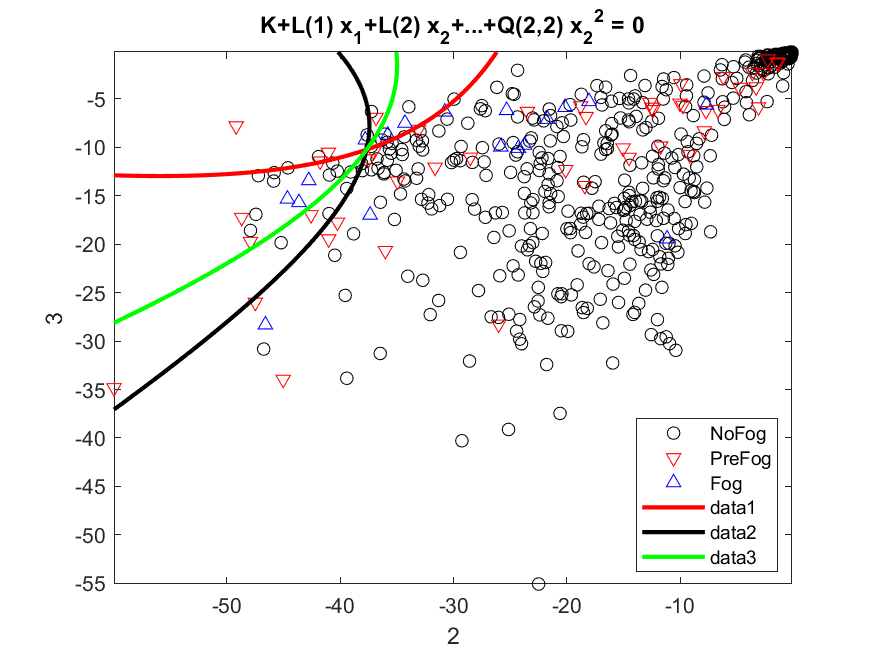 K+L(1) x1+L(2) x2+...+Q(2,2) x2^2 = 0
-5
-10
-15
-20
-25
-30
-35
-40
-45
-50
-55
3
-50
-40
-30
-20
-10
2
NoFog
PreFog
Fog
data1
data2
data3